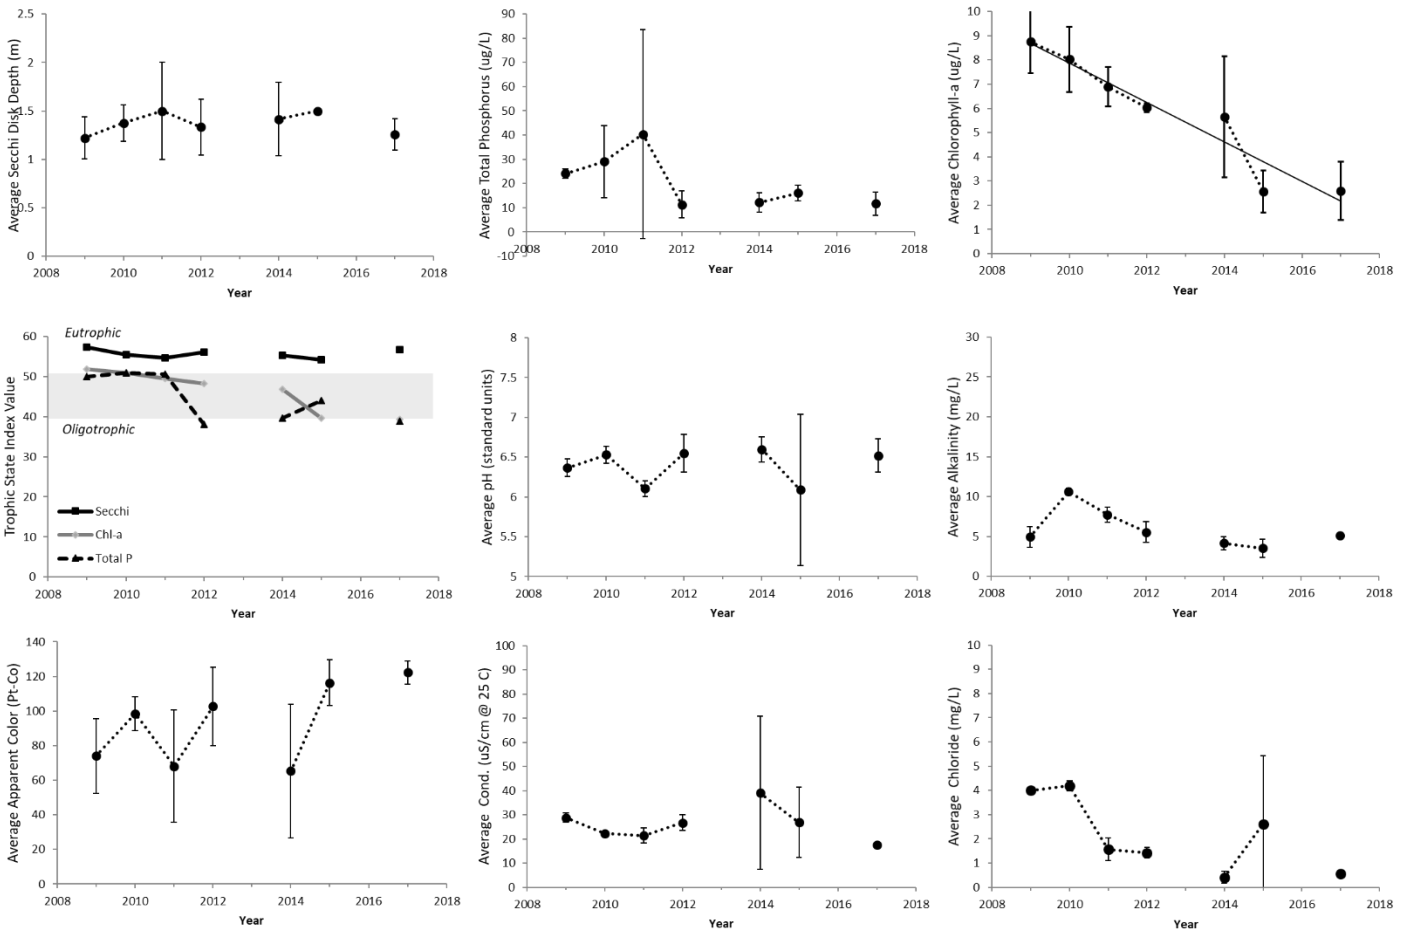 Average Secchi Disk Depth (m)
2.5
2
1.5
1
0.5
0
2008 2010 2012 2014 2016 2018
Year
Average Total Phosphorus (ug/L)
90
80
70
60
50
40
30
20
10
0
-10
2008 2010 2012 2014 2016 2018
Year
Average Chlorophyll-a (ug/L)
10
9
8
7
6
5
4
3
2
1
0
2008 2010 2012 2014 2016 2018
Year
Trophic State Index Value
60
50
40
30
20
10
0
Eutrophic
Oligotrophic
Secchi
Chl-a
Total P
2008 2010 2012 2014 2016 2018
Year
Average pH (standard units)
8
7.5
7
6.5
6
5.5
5
2008 2010 2012 2014 2016 2018
Year
Average Alkalinity (mg/L)
30
25
20
15
10
5
0
2008 2010 2012 2014 2016 2018
Year
Average Apparent Color (Pt-Co)
140
120
100
80
60
40
20
0
2008 2010 2012 2014 2016 2018
Year
Average Cond. (uS/cm @ 25 C)
100
90
80
70
60
50
40
30
20
10
0
2008 2010 2012 2014 2016 2018
Year
Average Chloride (mg/L)
10
9
8
7
6
5
4
3
2
1
0
2008 2010 2012 2014 2016 2018
Year